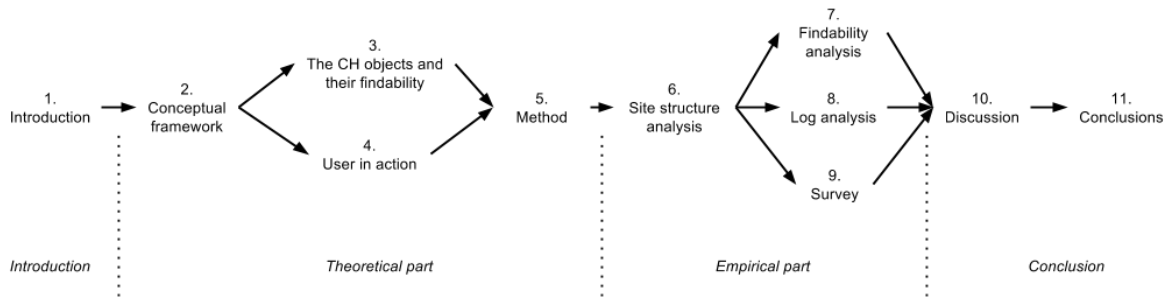 1.
Introduction
2.
Conceptual
framework
3.
The CH objects and
their findability
4.
User in action
5.
Method
6.
Site structure
analysis
7.
Findability
analysis
8.
Log analysis
9.
Survey
10.
Discussion
11.
Conclusions
Introduction
Theoretical part
Empirical part
Conclusion